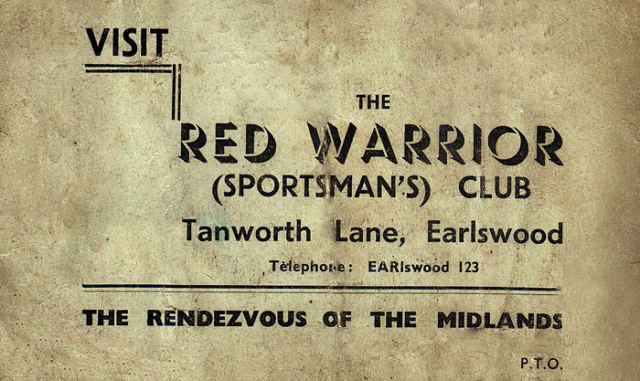 VISIT
THE
RED WARRIOR
(SPORTSMAN'S) CLUB
Tanworth Lane, Earlswood
Telephone: EARlswood 123
THE RENDEZVOUS OF THE MIDLANDS
P.T.O.